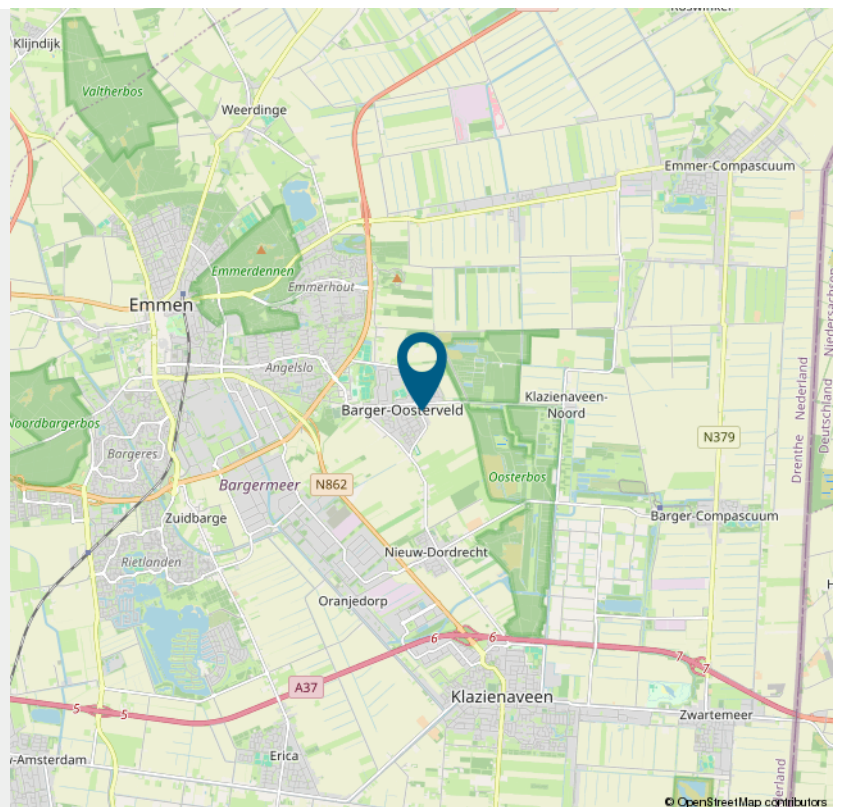 Klijndijk
Valtherbos
Weerdinge
Emmer-Compascuum
Emmerdennen
Emmerhout
Emmen
Angelslo
Barger-Oosterveld
Klazienaveen-
Noord
Noordbargerbos
Bargeres
N379
Drenthe Nederland
Deutschland Niedersachsen
Bargermeer
N862
Oosterbos
Zuidbarge
Barger-Compascuum
Rietlanden
Nieuw-Dordrecht
Oranjedorp
6
6
7
7
A37
5
5
Klazienaveen
Zwartemeer
Erica
w-Amsterdam
erland
© OpenStreetMap contributors